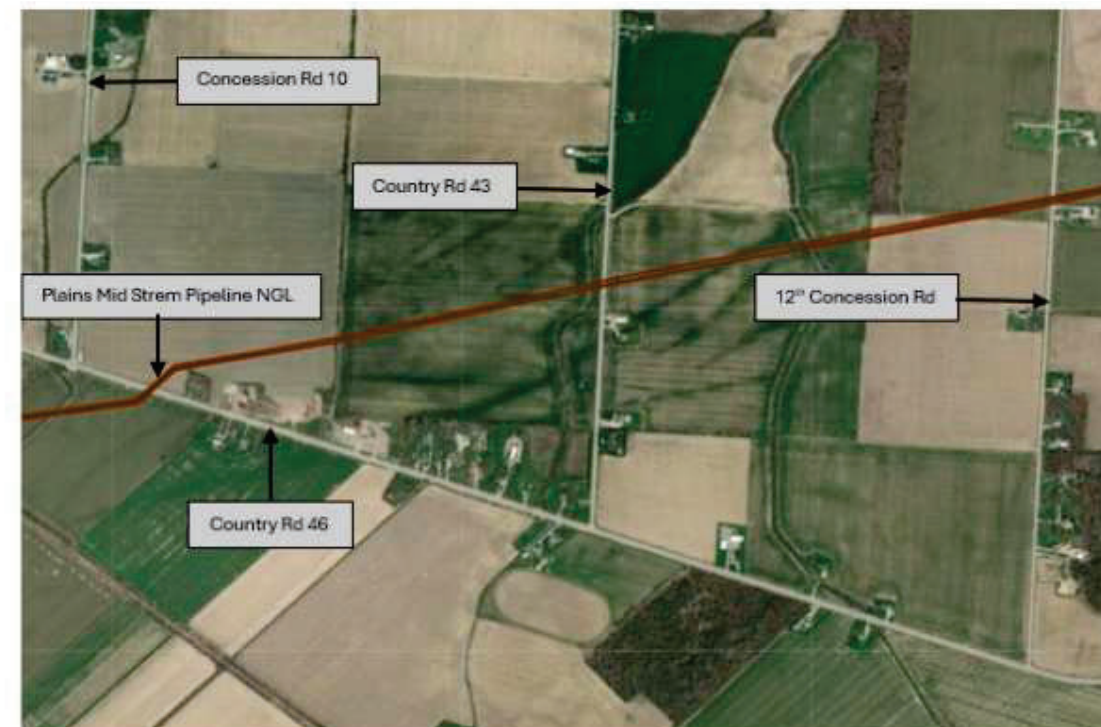 Concession Rd 10
Country Rd 43
Plains Mid Strem Pipeline NGL
12th Concession Rd
Country Rd 46